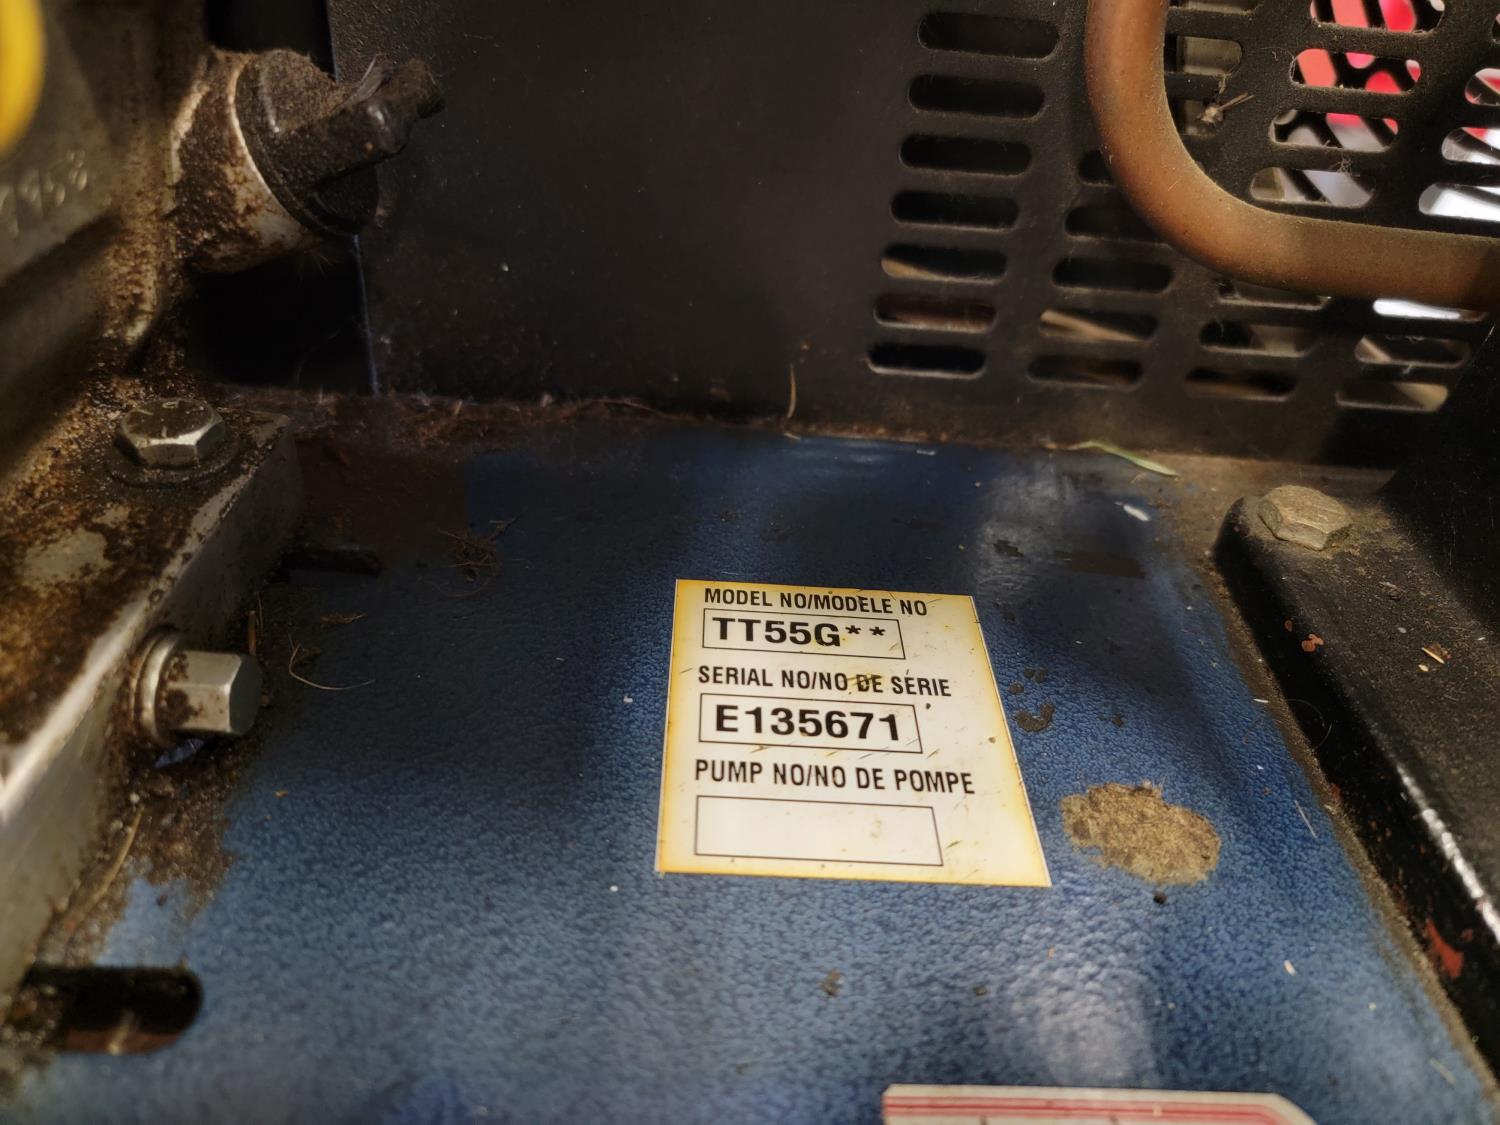 MODEL NO/MODELE NO
TT55G**
SERIAL NO/NO DE SERIE
E135671
PUMP NO/NO DE POMPE